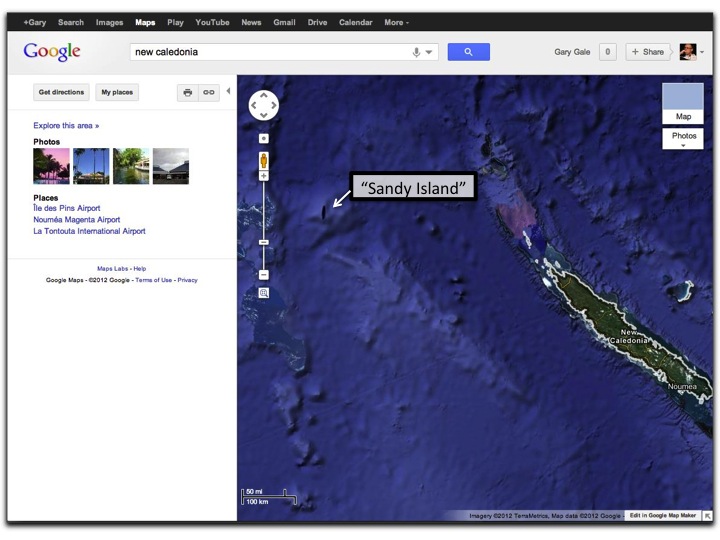 +Gary Search Images Maps Play YouTube News Gmail Drive Calendar More
Google
new caledonia
Gary Gale 0 + Share
Get directions My places
Explore this area »
Photos
Places
Île des Pins Airport
Nouméa Magenta Airport
La Tontouta International Airport
Maps Labs - Help
Google Maps - ©2012 Google - Terms of Use - Privacy
Map
Photos
“Sandy Island”
New
Caledonia
Noumea
50 mi
100 km
Imagery ©2012 TerraMetrics, Map data ©2012 Google - Edit in Google Map Maker